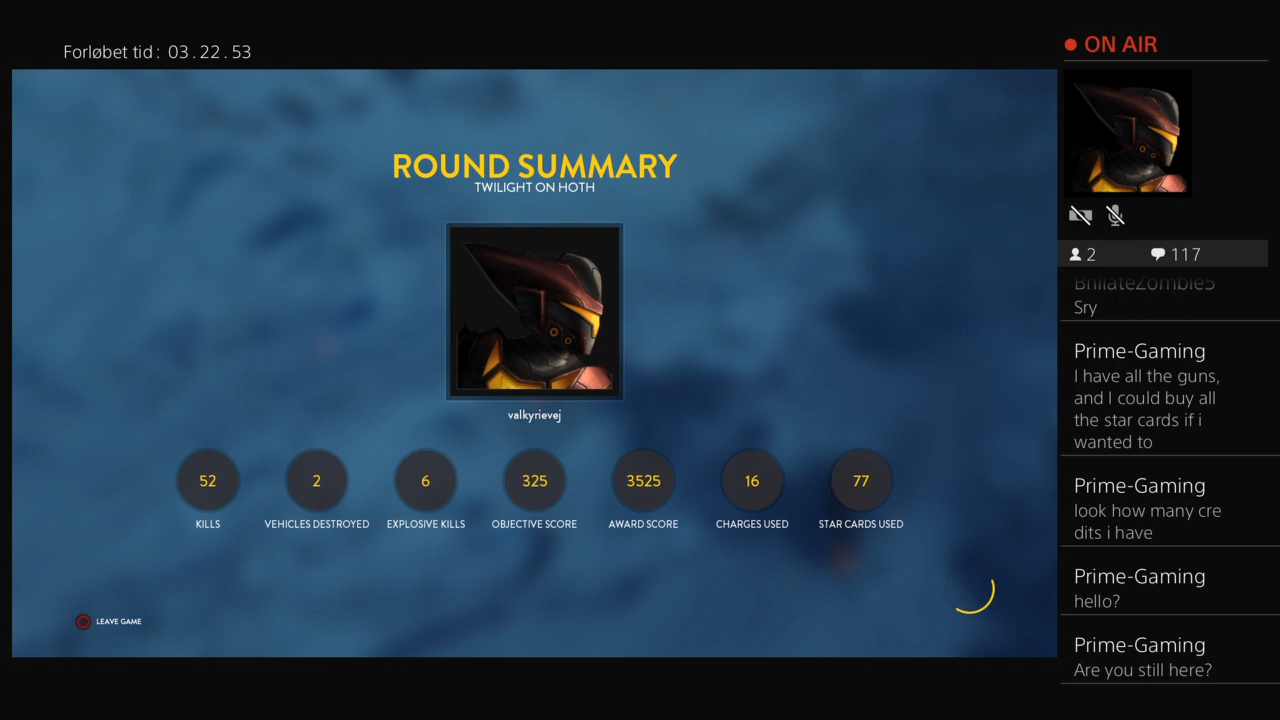 Forløbet tid: 03.22.53
ON AIR
ROUND SUMMARY
TWILIGHT ON HOTH
valkyrievej
52
2
6
325
3525
16
77
KILLS
VEHICLES DESTROYED
EXPLOSIVE KILLS
OBJECTIVE SCORE
AWARD SCORE
CHARGES USED
STAR CARDS USED
LEAVE GAME
2
117
BrillateZombie5
Sry
Prime-Gaming
I have all the guns,
and I could buy all
the star cards if i
wanted to
Prime-Gaming
look how many cre
dits i have
Prime-Gaming
hello?
Prime-Gaming
Are you still here?